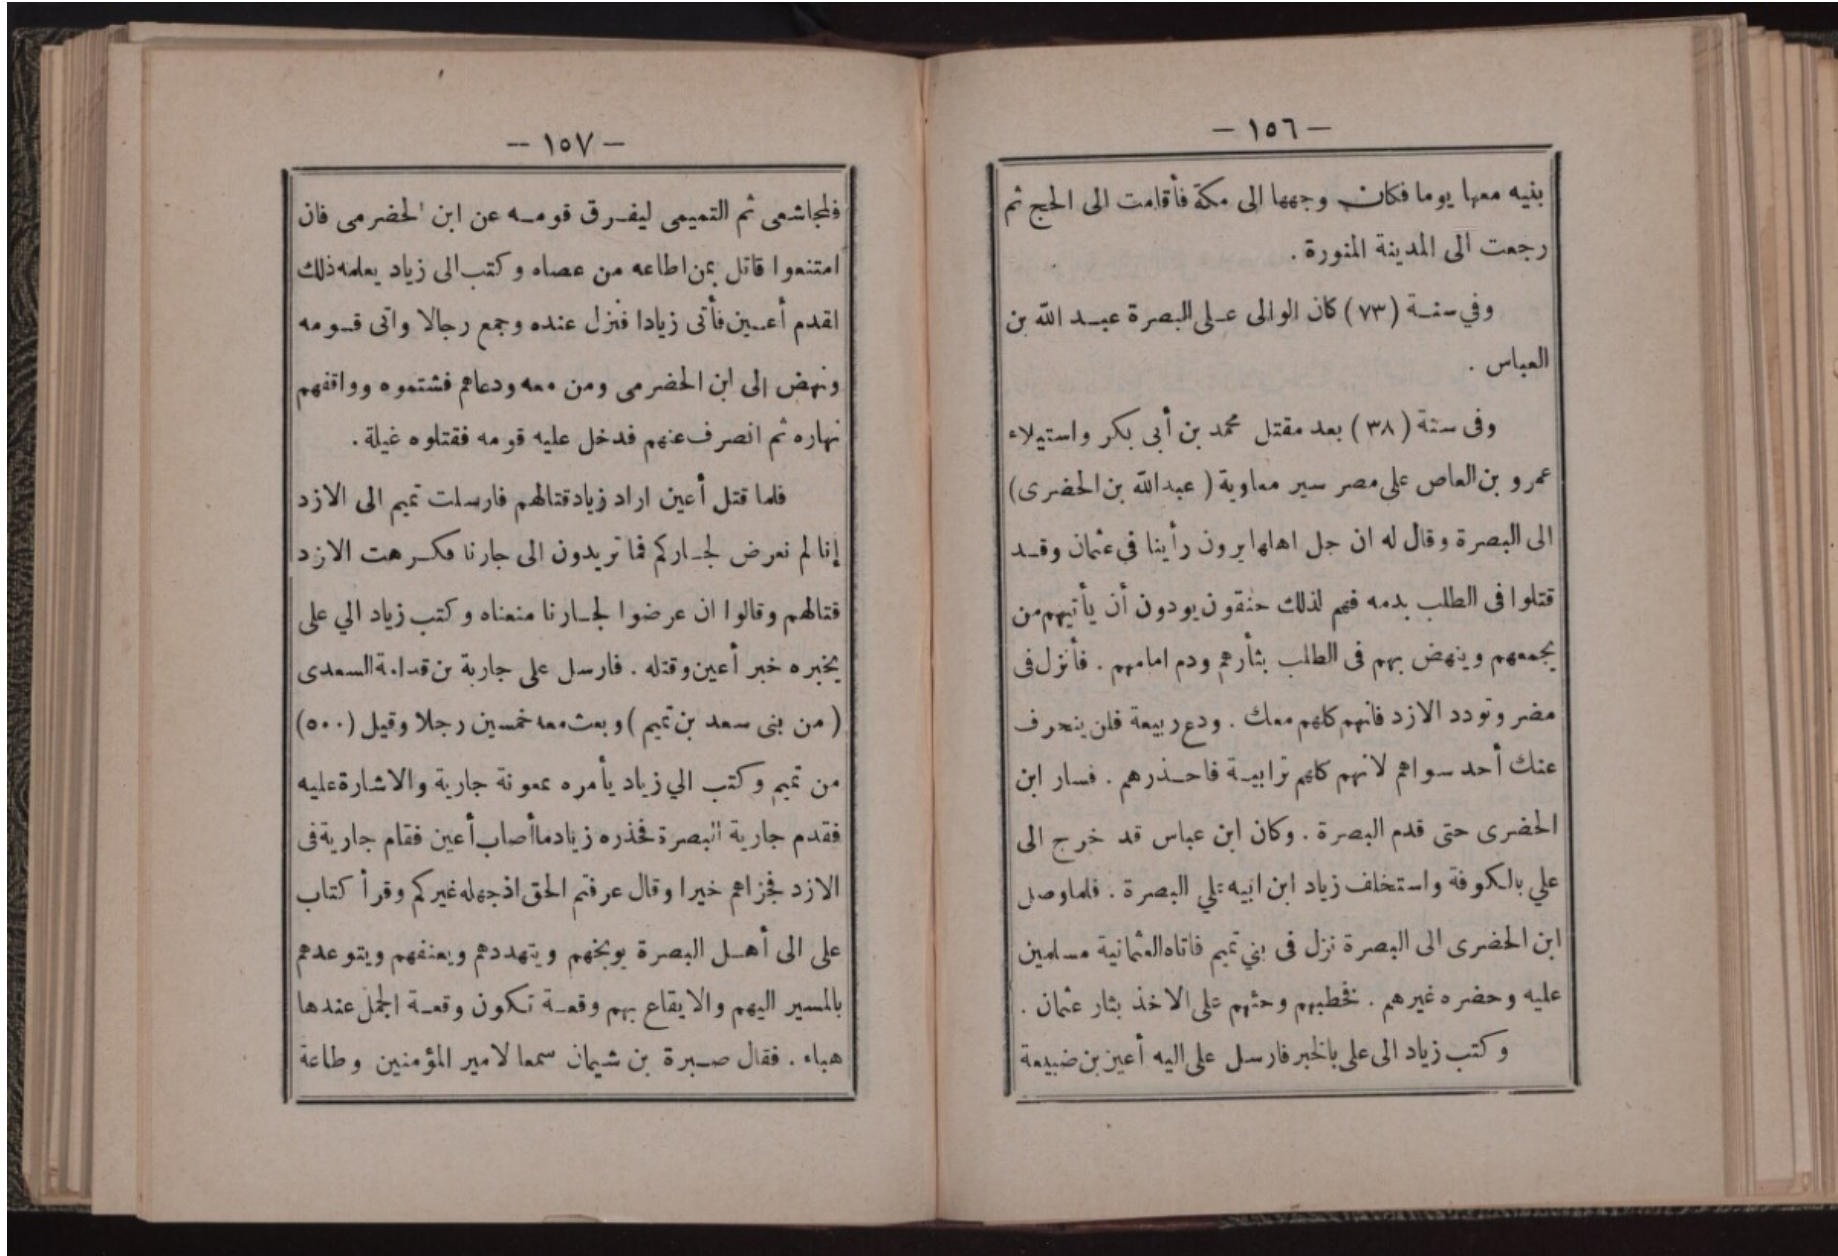 — ١٥٦ —
بنيه معها يوما فكان وجهها الى مكة فأقامت الى الحج ثم
رجعت الى المدينة المنورة .
وفي سنة ( ٧٣ ) كان الوالى على البصرة عبد الله بن
العباس .
وفى سنة ( ٣٨ ) بعد مقتل محمد بن أبى بكر واستيلاء
عمرو بن العاص على مصر سير معاوية ( عبدالله بن الحضرى )
الى البصرة وقال له ان جل اهلها يرون رأينا فى عثمان وقد
قتلوا فى الطلب بدمه فهم لذلك حنقون يودون أن يأتيهم من
يجمعهم وينهض بهم فى الطلب بثأرهم ودم امامهم . فأنزل فى
مضر وتودد الازد فانهم كلهم معك . ودع ربيعة فلن ينحرف
عنك أحد سواهم لانهم كلهم ترابية فاحذرهم . فسار ابن
الحضرى حتى قدم البصرة . وكان ابن عباس قد خرج الى
علي بالكوفة واستخلف زياد ابن ابيه على البصرة . فلما وصل
ابن الحضرى الى البصرة نزل فى بني تميم فاتاه العثمانية مسلمين
عليه وحضره غيرهم . فخطبهم وحثهم على الاخذ بثار عثمان .
وكتب زياد الى على بالخبر فارسل على اليه أعين بن ضبيعة
— ١٥٧ —
فلمجاشعى ثم التميمى ليفرق قومه عن ابن الحضرمى فان
امتنعوا قاتل بمن اطاعه من عصاه وكتب الى زياد يعلمه ذلك
لقدم أعين فأتى زيادا فنزل عنده وجمع رجالا واتى قومه
ونهض الى ابن الحضرمى ومن معه ودعاهم فشتموه وواقفهم
نهاره ثم انصرف عنهم فدخل عليه قومه فقتلوه غيلة .
فلما قتل أعين اراد زياد قتالهم فارسلت تميم الى الازد
إنا لم نعرض لجاركم فما تريدون الى جارنا فكرهت الازد
قتالهم وقالوا ان عرضوا لجارنا منعناه وكتب زياد الي على
يخبره خبر أعين وقتله . فارسل على جارية بن قدامة السعدى
( من بنى سعد بن تميم ) وبعث معه خمسين رجلا وقيل (٥٠٠)
من تميم وكتب الي زياد يأمره بمعونة جارية والاشارة عليه
فقدم جارية البصرة فحذره زياد ما أصاب أعين فقام جارية فى
الازد فجزاهم خيرا وقال عرفتم الحق اذ جهله غيركم وقرأ كتاب
على الى أهل البصرة يوبخهم ويتهددهم ويعنفهم ويتوعدهم
بالمسير اليهم والايقاع بهم وقعة تكون وقعة الجمل عندها
هباء . فقال صبرة بن شيمان سمعا لامير المؤمنين وطاعة